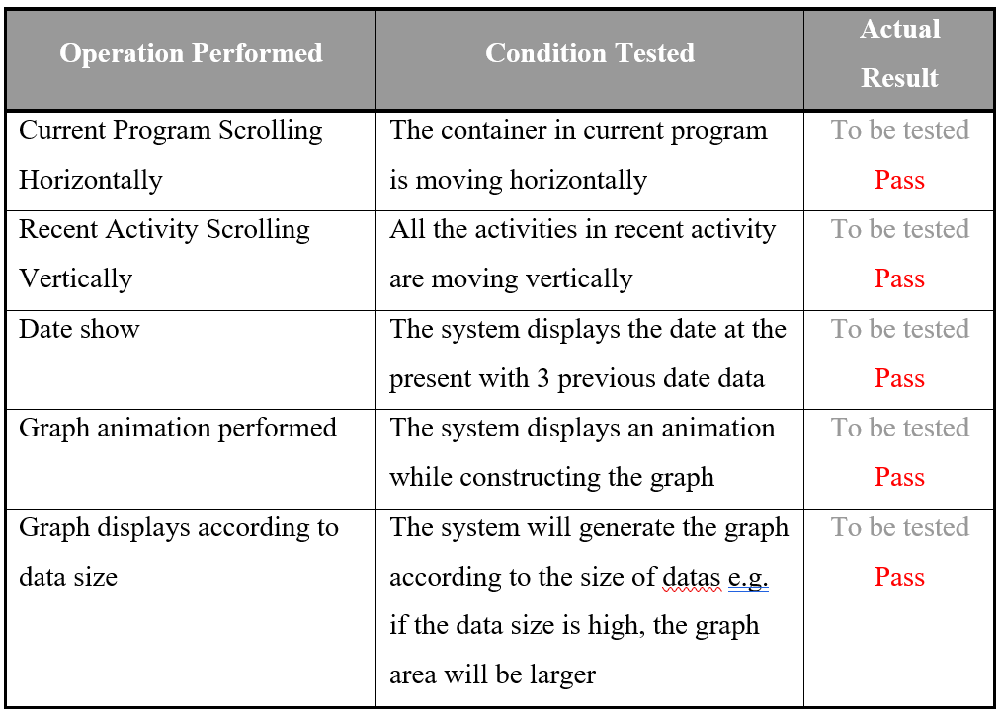 Operation Performed
Condition Tested
Actual
Result
Current Program Scrolling
Horizontally
The container in current program
is moving horizontally
To be tested
Pass
Recent Activity Scrolling
Vertically
All the activities in recent activity
are moving vertically
To be tested
Pass
Date show
The system displays the date at the
present with 3 previous date data
To be tested
Pass
Graph animation performed
The system displays an animation
while constructing the graph
To be tested
Pass
Graph displays according to
data size
The system will generate the graph
according to the size of datas e.g.
if the data size is high, the graph
area will be larger
To be tested
Pass